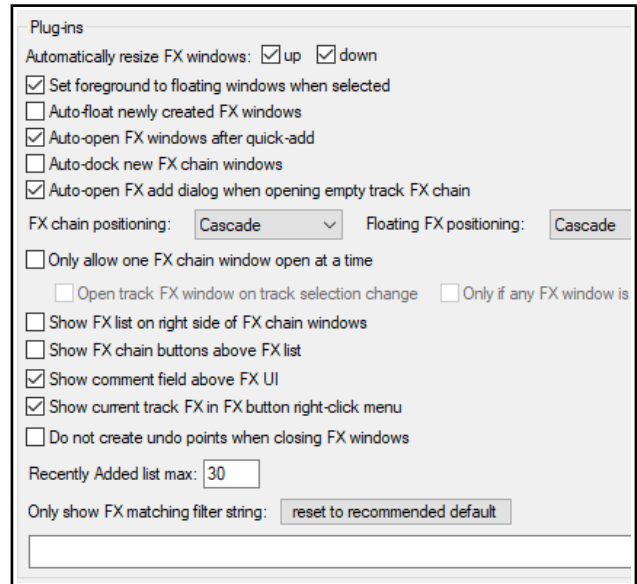 Plug-ins
Automatically resize FX windows: up down
Set foreground to floating windows when selected
Auto-float newly created FX windows
Auto-open FX windows after quick-add
Auto-dock new FX chain windows
Auto-open FX add dialog when opening empty track FX chain
FX chain positioning: Cascade Floating FX positioning: Cascade
Only allow one FX chain window open at a time
Open track FX window on track selection change Only if any FX window is
Show FX list on right side of FX chain windows
Show FX chain buttons above FX list
Show comment field above FX UI
Show current track FX in FX button right-click menu
Do not create undo points when closing FX windows
Recently Added list max: 30
Only show FX matching filter string: reset to recommended default